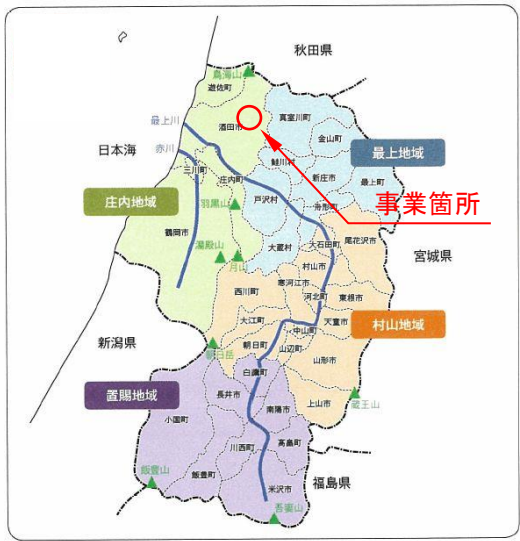 秋田県
鳥海山
遊佐町
最上川
酒田市
真室川町
金山町
日本海
赤川
鮭川村
最上地域
三川町
庄内町
新庄市
最上町
庄内地域
羽黒山
戸沢村
舟形町
事業箇所
鶴岡市
大蔵村
大石田町
尾花沢市
湯殿山
月山
村山市
宮城県
西川町
寒河江市
河北町
東根市
大江町
天童市
中山町
村山地域
新潟県
朝日町
山辺町
朝日岳
山形市
白鷹町
置賜地域
長井市
上山市
蔵王山
小国町
南陽市
川西町
高畠町
飯豊山
飯豊町
米沢市
福島県
吾妻山